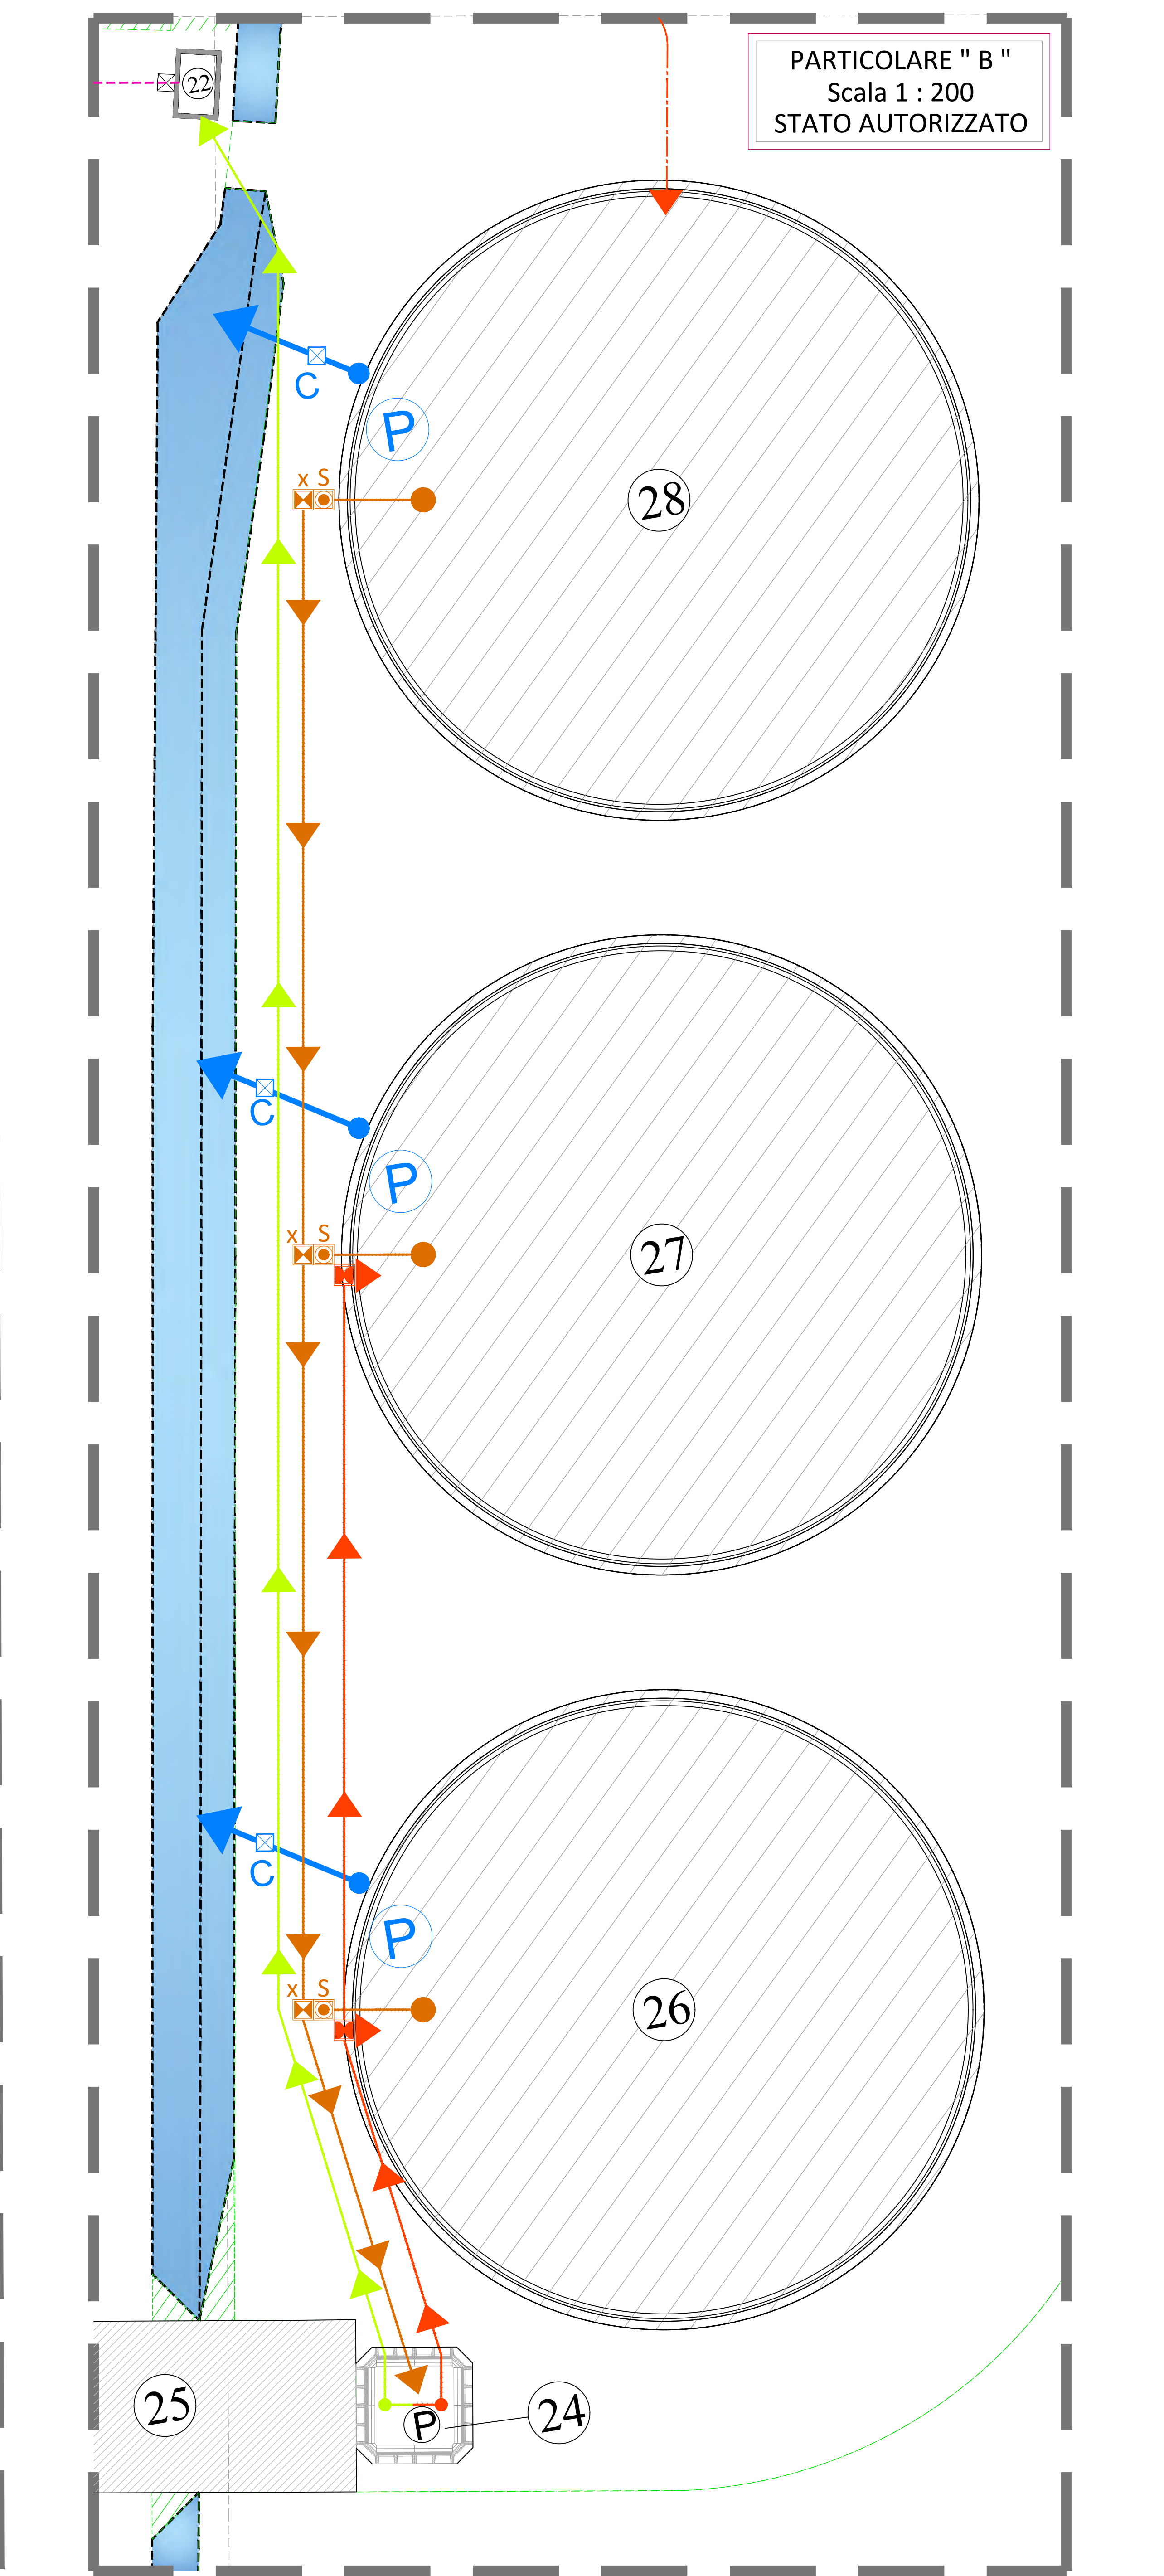 PARTICOLARE " B "
Scala 1 : 200
STATO AUTORIZZATO
22
C
P
x S
28
C
P
x S
27
C
P
x S
26
25
24
P